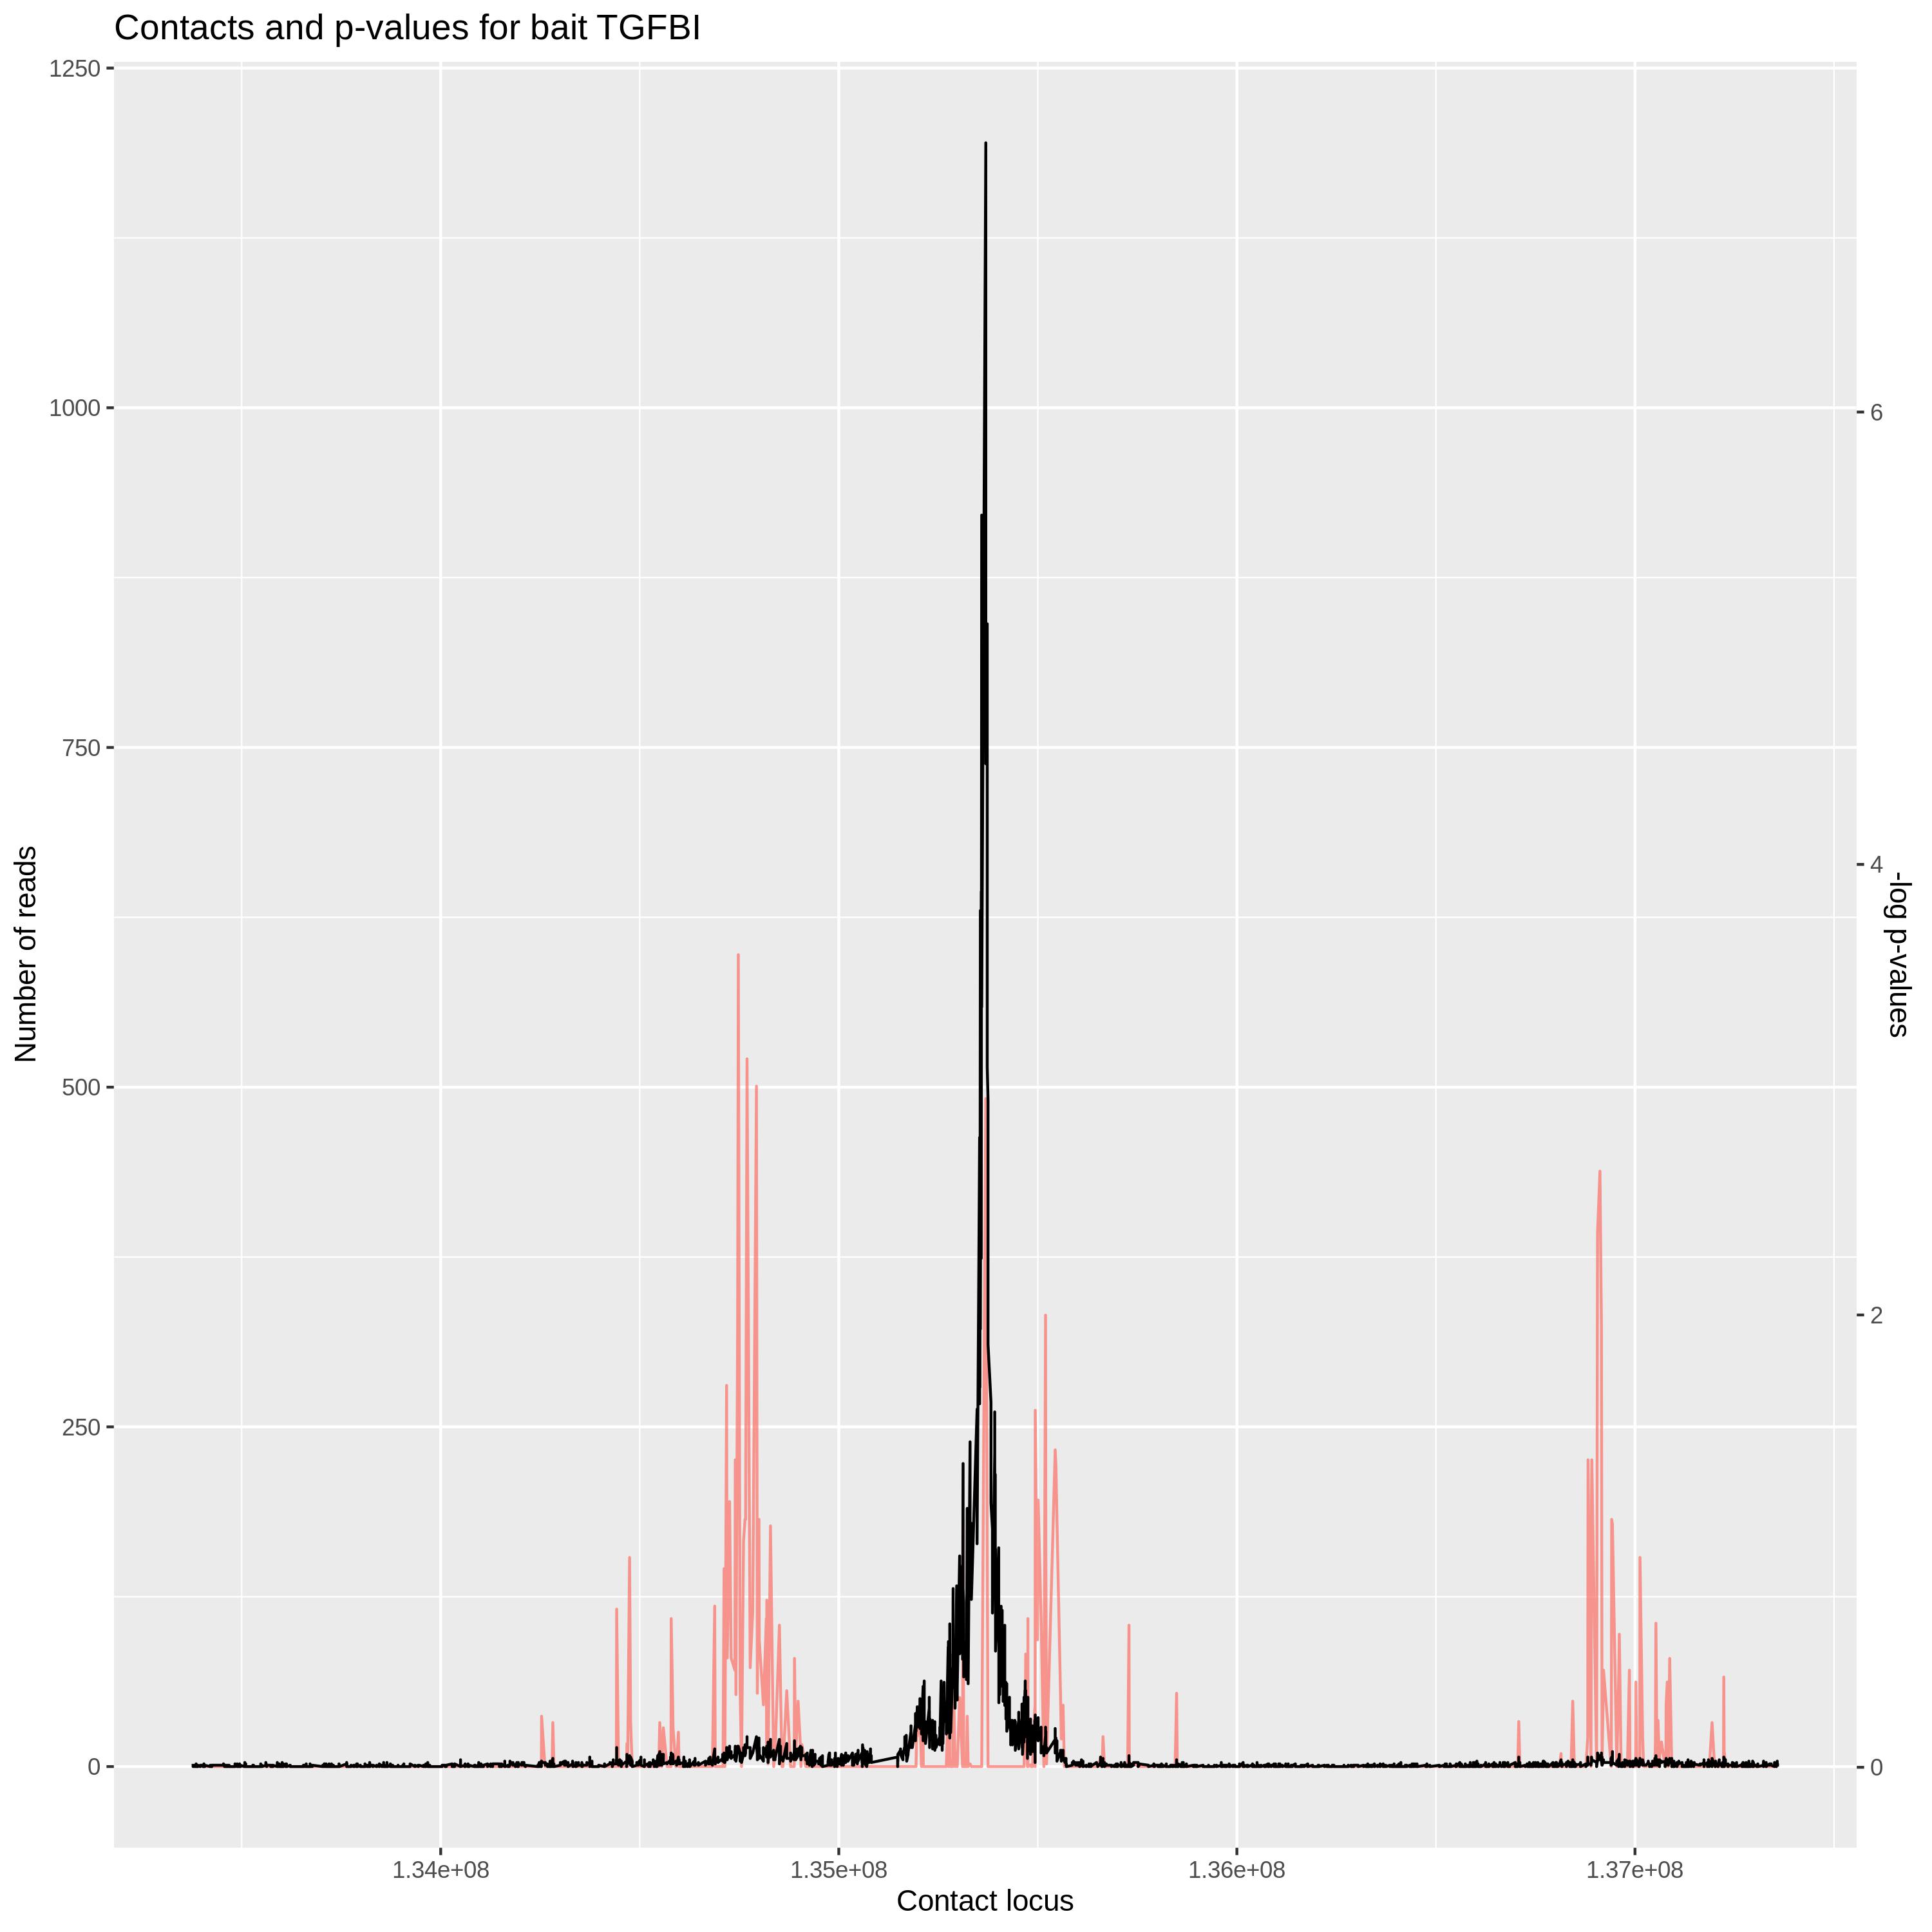 Contacts and p-values for bait TGFBI
1250
1000
750
500
250
0
Number of reads
6
4
2
0
-log p-values
1.34e+08
1.35e+08
1.36e+08
1.37e+08
Contact locus